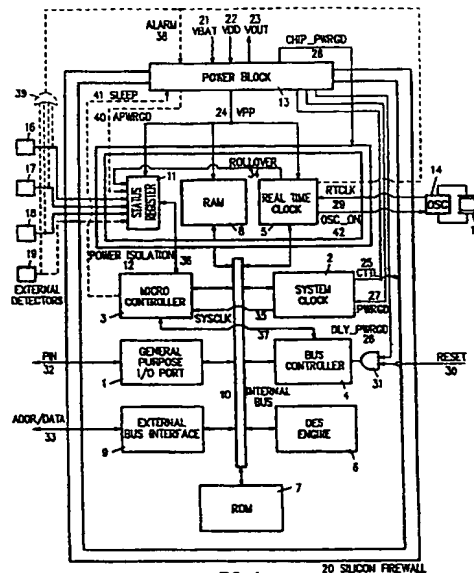 ALARM
38
21
VBAT
22
VDD
23
VOUT
CHIP_PWRGD
28
POWER BLOCK
13
41 SLEEP
40 APWRGD
24 VPP
39
16
17
18
19
EXTERNAL
DETECTORS
STATUS
REGISTER
11
ROLLOVER
34
RAM
8
REAL TIME
CLOCK
5
RTCLK
29
OSC_ON
42
14
OSC
POWER ISOLATION
12
36
MICRO
CONTROLLER
3
SYSCLK
35
37
2
SYSTEM
CLOCK
25
CTTL
27
PWRGD
DLY_PWRGD
26
PIN
32
GENERAL
PURPOSE
I/O PORT
1
10
INTERNAL
BUS
BUS
CONTROLLER
4
31
RESET
30
ADDR/DATA
33
EXTERNAL
BUS INTERFACE
9
DES
ENGINE
6
ROM
7
20 SILICON FIREWALL